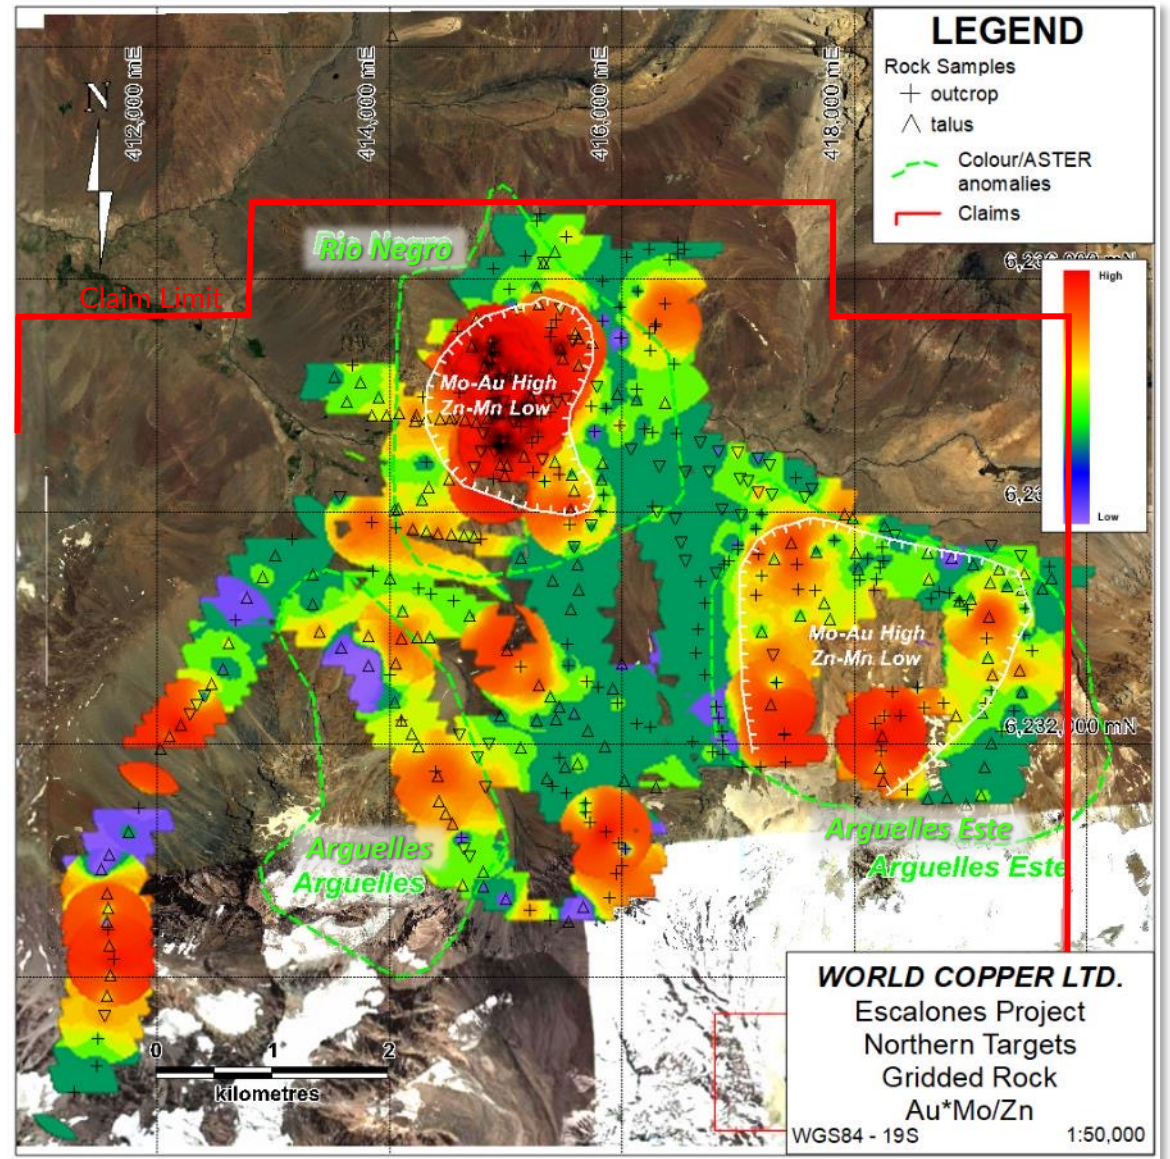 LEGEND
Rock Samples
outcrop
talus
Colour/ASTER
anomalies
Claims
N
412,000 mE
414,000 mE
416,000 mE
418,000 mE
Rio Negro
Claim Limit
High
Low
Mo-Au High
Zn-Mn Low
Mo-Au High
Zn-Mn Low
6,232,000 mN
Arguelles
Arguelles
Arguelles Este
Arguelles Este
0 1 2
kilometres
WORLD COPPER LTD.
Escalones Project
Northern Targets
Gridded Rock
Au*Mo/Zn
WGS84 - 19S 1:50,000